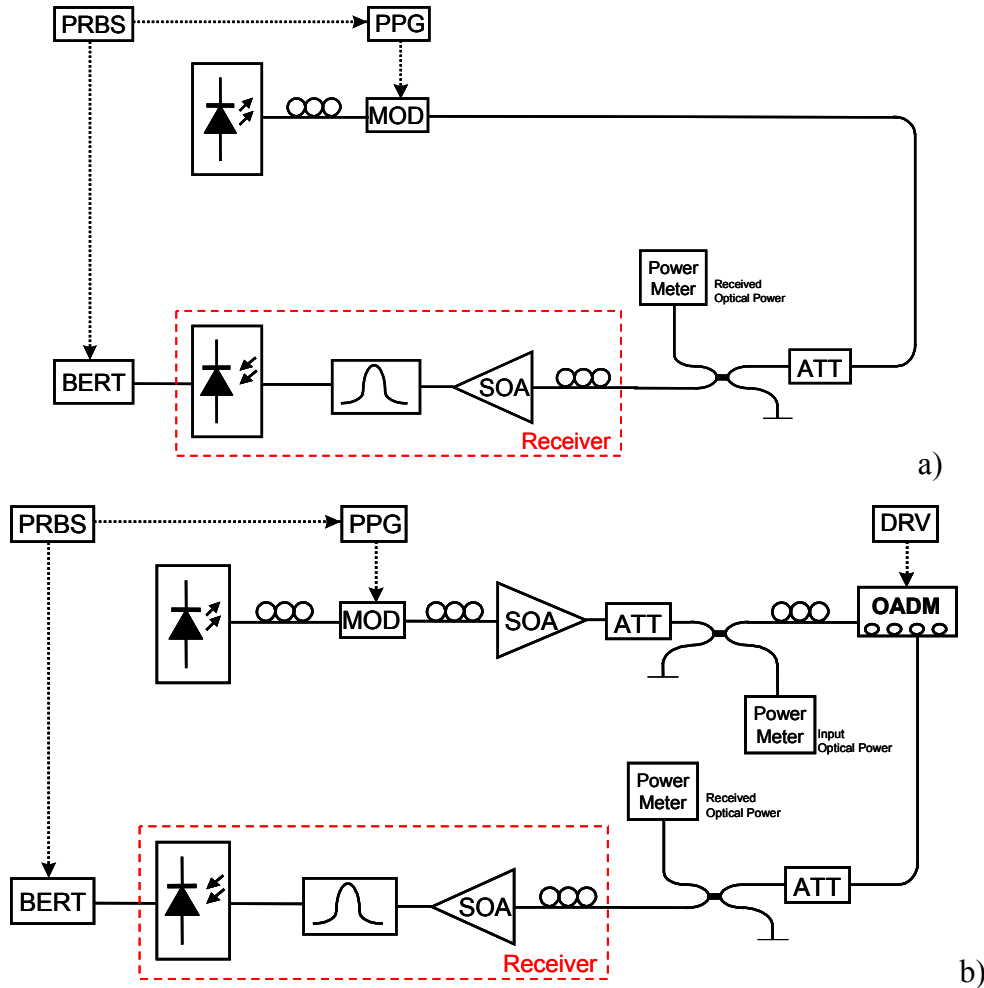 PRBS
PPG
MOD
Power
Meter
Received
Optical Power
BERT
SOA
ATT
Receiver
a)
PRBS
PPG
DRV
MOD
SOA
ATT
OADM
Power
Meter
Input
Optical Power
Power
Meter
Received
Optical Power
BERT
SOA
ATT
Receiver
b)